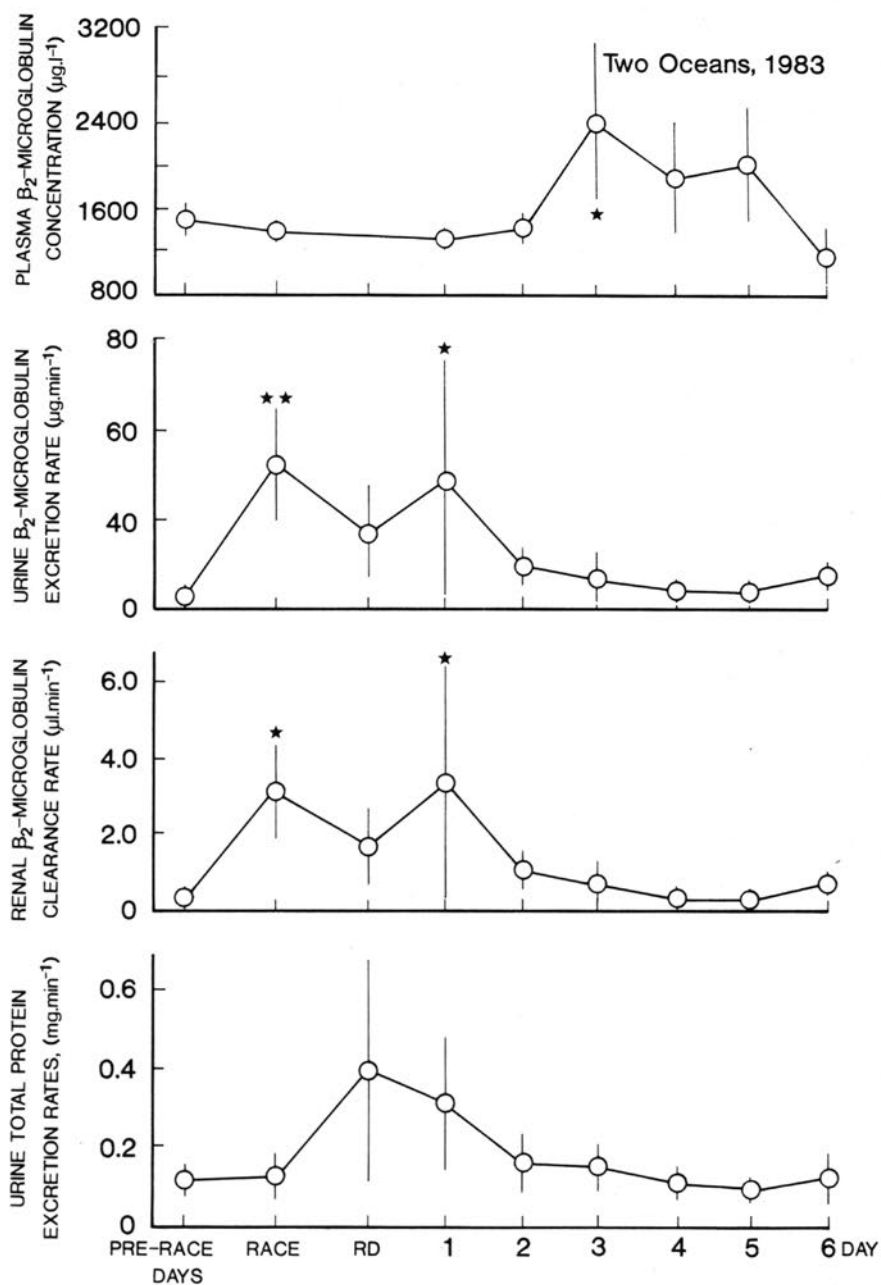 3200
2400
1600
800
PLASMA β₂-MICROGLOBULIN
CONCENTRATION (µg.l⁻¹)
Two Oceans, 1983
★
80
60
40
0
URINE β₂-MICROGLOBULIN
EXCRETION RATE (µg.min⁻¹)
★★
★
6.0
4.0
2.0
0
RENAL β₂-MICROGLOBULIN
CLEARANCE RATE (µl.min⁻¹)
★
★
0.6
0.4
0.2
0
URINE TOTAL PROTEIN
EXCRETION RATES, (mg.min⁻¹)
PRE-RACE RACE RD 1 2 3 4 5 6 DAY
DAYS